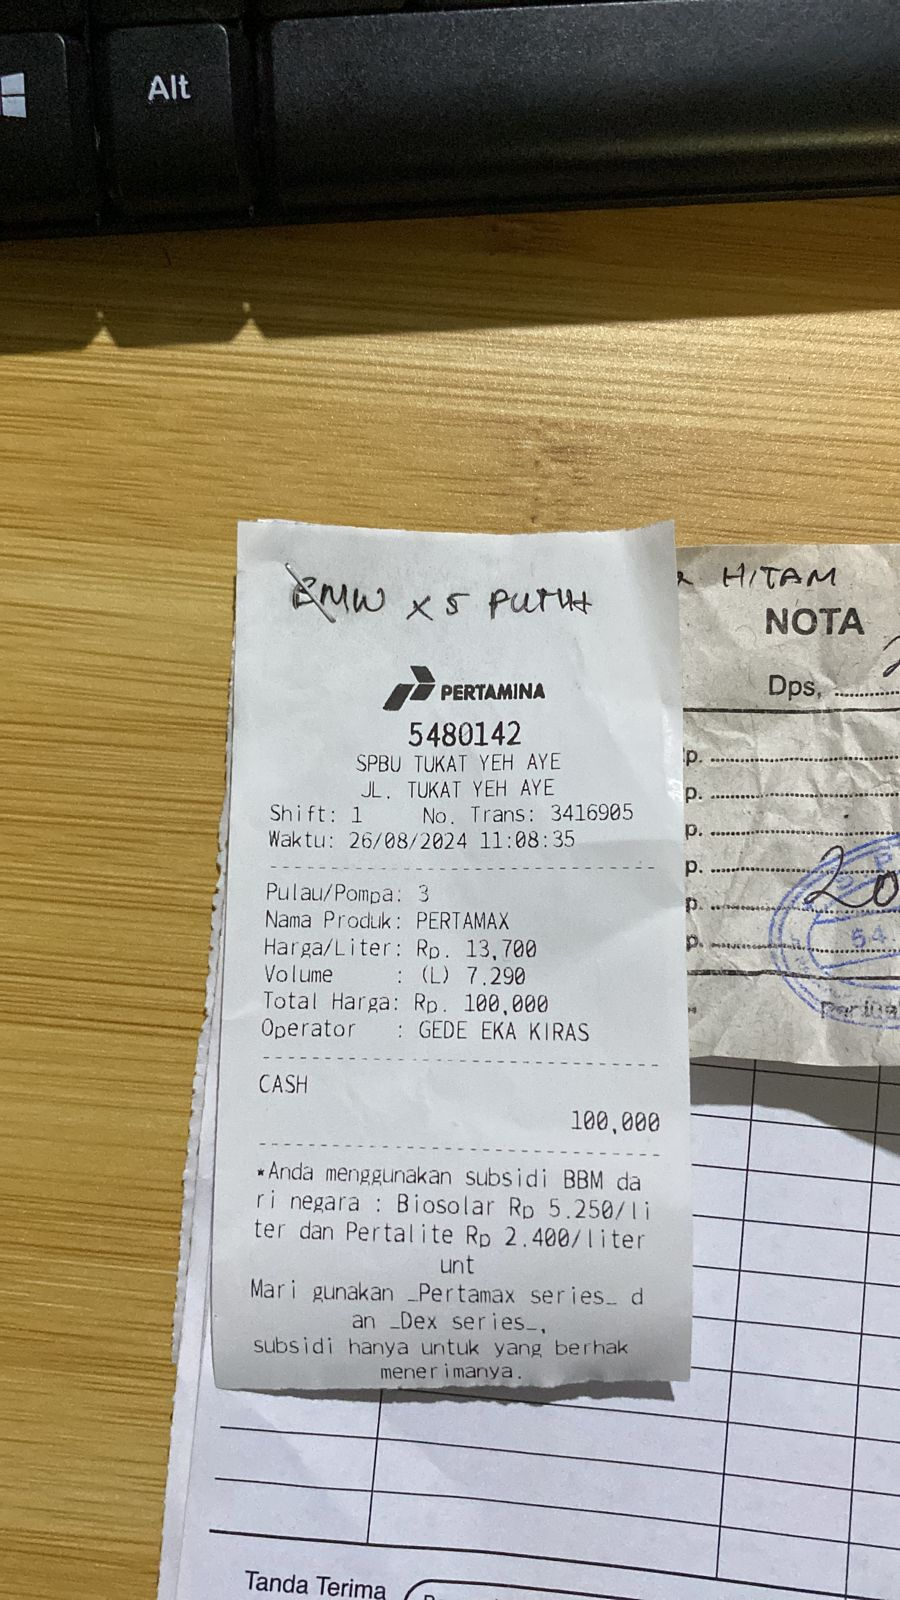 Alt
BMW X5 PUTIH
HITAM
NOTA
Dps,
PERTAMINA
5480142
SPBU TUKAT YEH AYE
JL. TUKAT YEH AYE
Shift: 1 No. Trans: 3416905
Waktu: 26/08/2024 11:08:35
Pulau/Pompa: 3
Nama Produk: PERTAMAX
Harga/Liter: Rp. 13,700
Volume : (L) 7.290
Total Harga: Rp. 100,000
Operator : GEDE EKA KIRAS
CASH
100,000
*Anda menggunakan subsidi BBM da
ri negara : Biosolar Rp 5.250/li
ter dan Pertalite Rp 2.400/liter
unt
Mari gunakan _Pertamax series_ d
an _Dex series_,
subsidi hanya untuk yang berhak
menerimanya.
p.
p.
p.
p.
p. 20
p.
54.
Tanda Terima